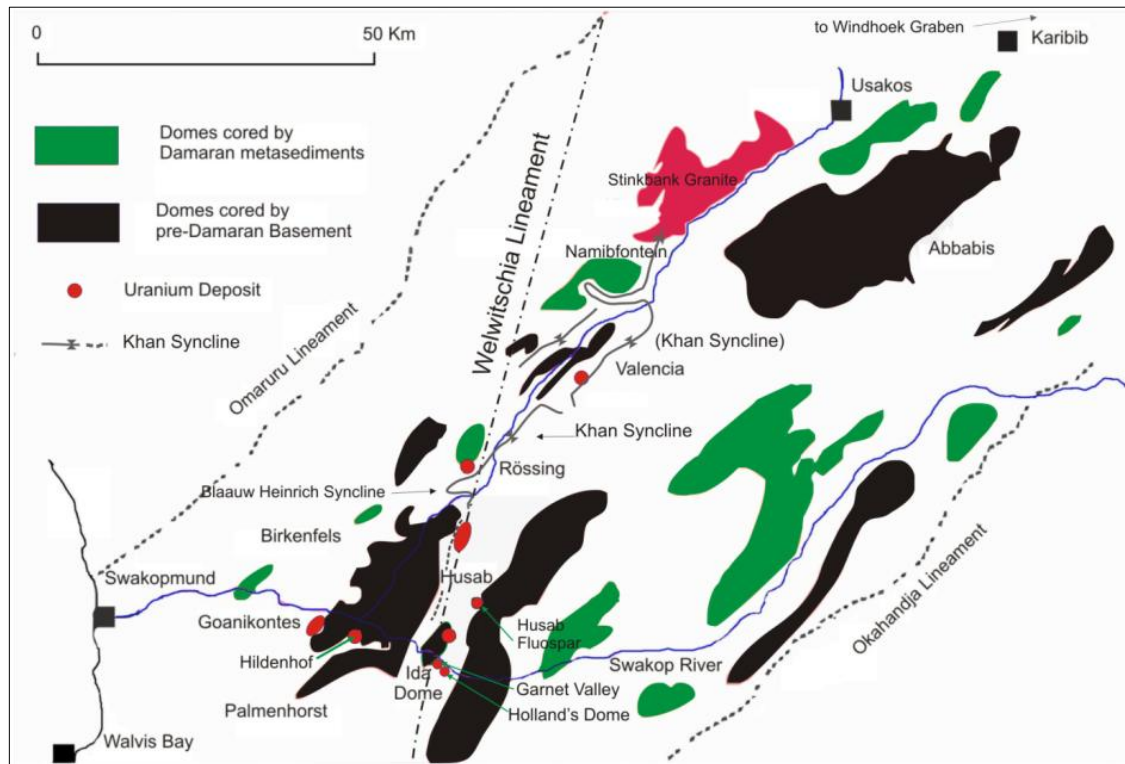 0
50 Km
to Windhoek Graben
Karibib
Usakos
Domes cored by
Damaran metasediments
Domes cored by
pre-Damaran Basement
Uranium Deposit
Khan Syncline
Omaruru Lineament
Welwitschia Lineament
Stinkbank Granite
Namibfontein
Abbabis
(Khan Syncline)
Valencia
Khan Syncline
Rössing
Blaauw Heinrich Syncline
Birkenfels
Swakopmund
Husab
Goanikontes
Husab
Fluospar
Hildenhof
Ida
Dome
Swakop River
Okahandja Lineament
Garnet Valley
Palmenhorst
Holland's Dome
Walvis Bay